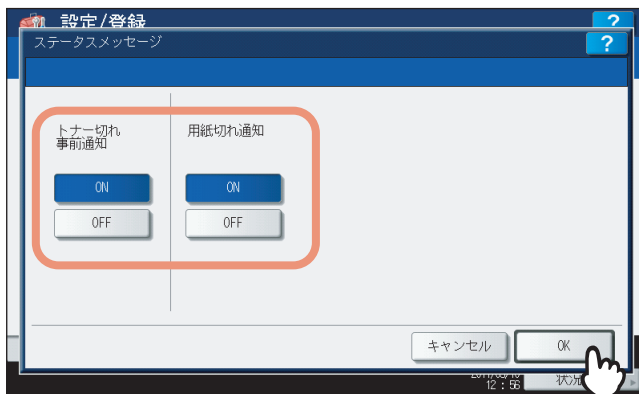 設定/登録
?
ステータスメッセージ
?
トナー切れ
事前通知
用紙切れ通知
ON
ON
OFF
OFF
キャンセル
OK
12:56
状況